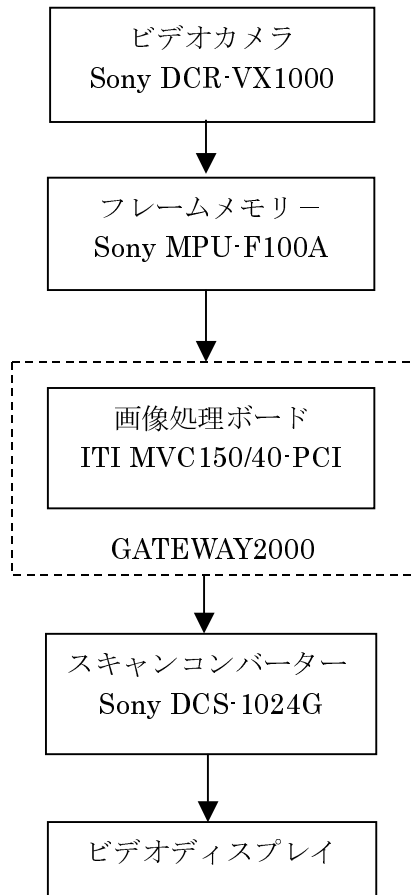 ビデオカメラ
Sony DCR-VX1000
フレームメモリー
Sony MPU-F100A
画像処理ボード
ITI MVC150/40-PCI
GATEWAY2000
スキャンコンバーター
Sony DCS-1024G
ビデオディスプレイ